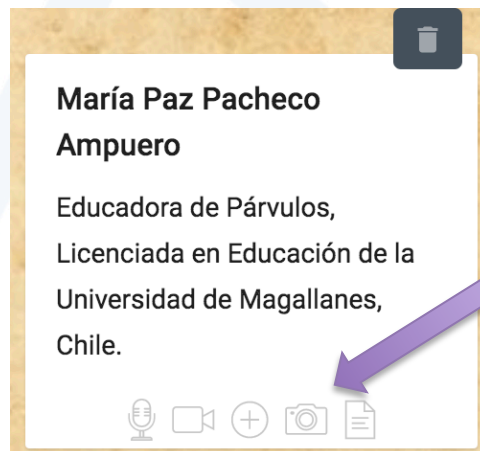 María Paz Pacheco
Ampuero
Educadora de Párvulos,
Licenciada en Educación de la
Universidad de Magallanes,
Chile.